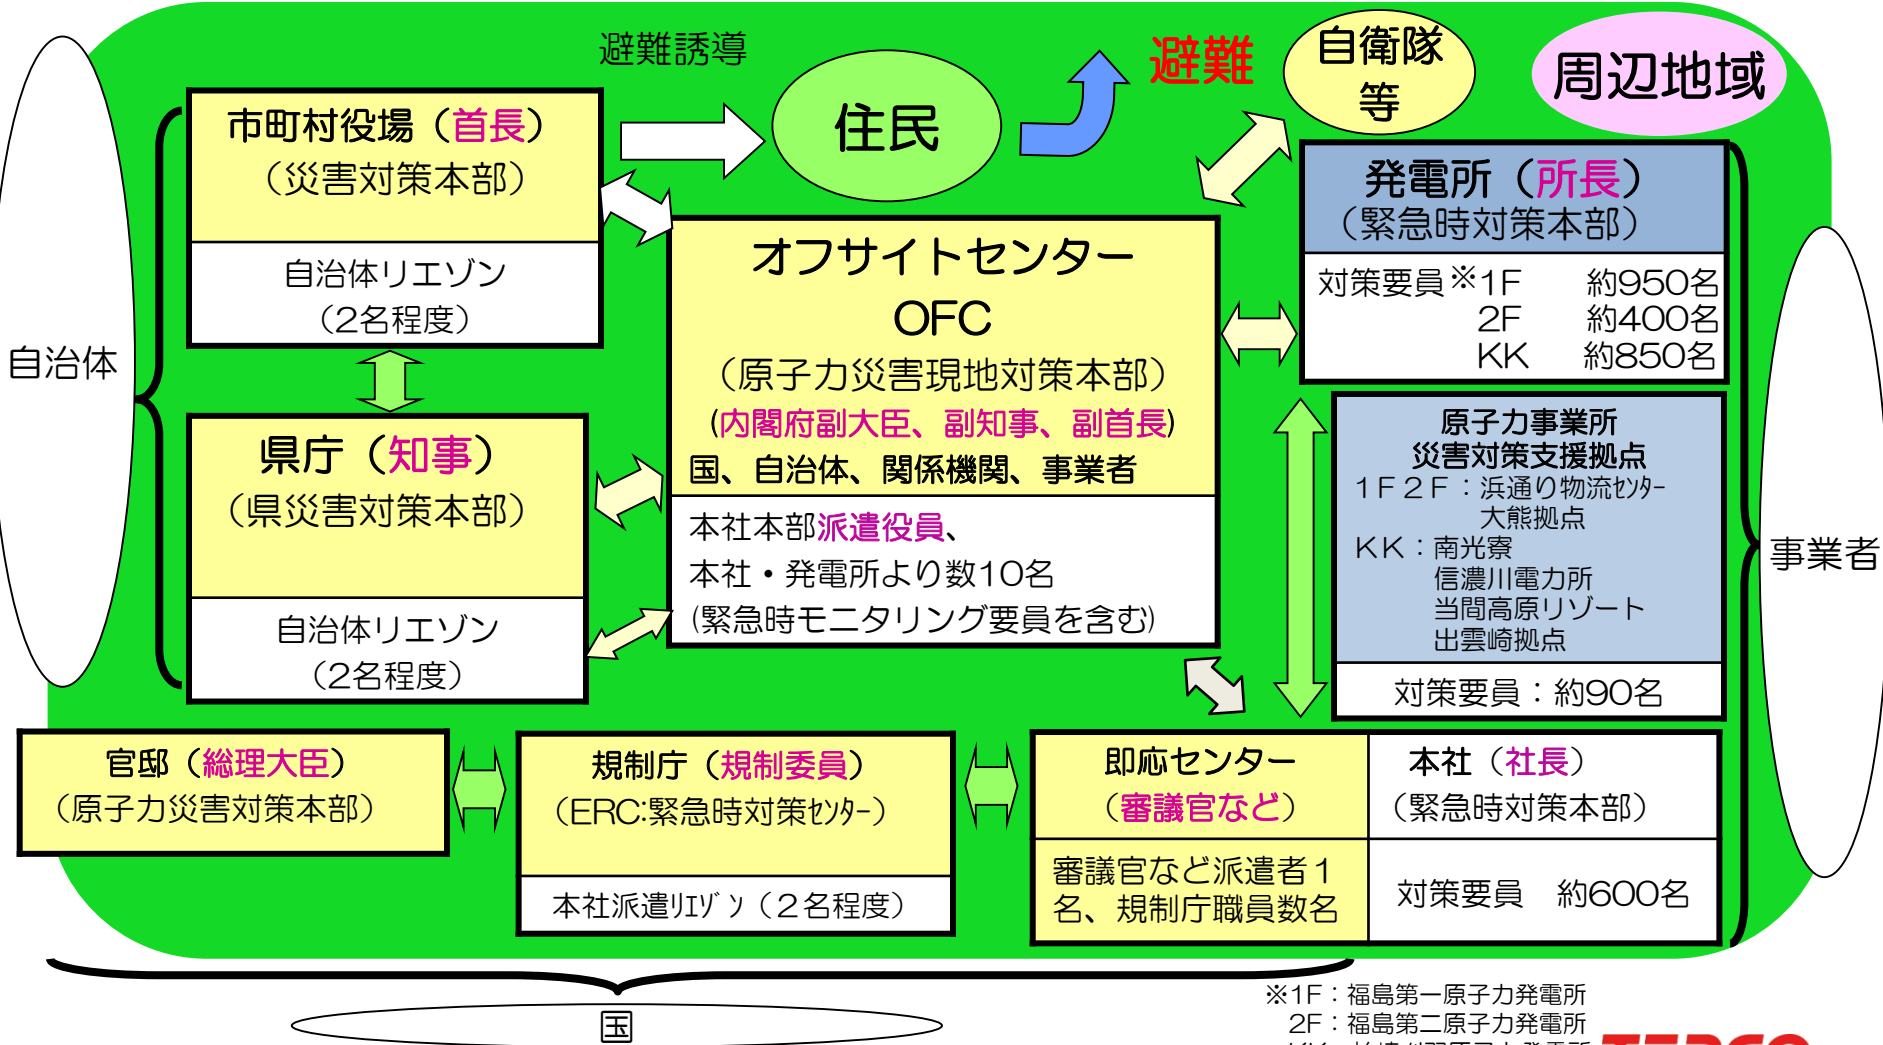 避難誘導
住民
避難
自衛隊
等
周辺地域
自治体
市町村役場（首長）
（災害対策本部）
自治体リエゾン
（2名程度）
県庁（知事）
（県災害対策本部）
自治体リエゾン
（2名程度）
オフサイトセンター
OFC
（原子力災害現地対策本部）
(内閣府副大臣、副知事、副首長)
国、自治体、関係機関、事業者
本社本部派遣役員、
本社・発電所より数10名
(緊急時モニタリング要員を含む)
発電所（所長）
（緊急時対策本部）
対策要員※1F 約950名
2F 約400名
KK 約850名
原子力事業所
災害対策支援拠点
１Ｆ２Ｆ：浜通り物流ｾﾝﾀｰ
大熊拠点
ＫＫ：南光寮
信濃川電力所
当間高原リゾート
出雲崎拠点
対策要員：約90名
事業者
官邸（総理大臣）
（原子力災害対策本部）
規制庁（規制委員）
（ERC:緊急時対策ｾﾝﾀｰ）
本社派遣ﾘｴｿﾞﾝ（２名程度）
即応センター
（審議官など）
審議官など派遣者１
名、規制庁職員数名
本社（社長）
（緊急時対策本部）
対策要員 約600名
国
※1F：福島第一原子力発電所
2F：福島第二原子力発電所
KK：柏崎刈羽原子力発電所
TEPCO